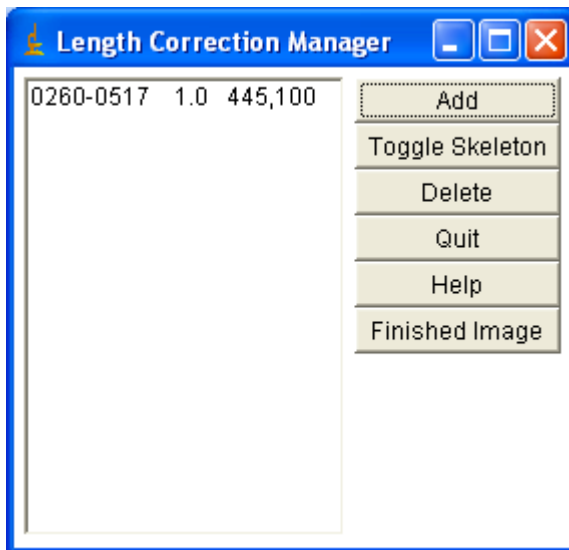 Length Correction Manager
0260-0517 1.0 445,100
Add
Toggle Skeleton
Delete
Quit
Help
Finished Image